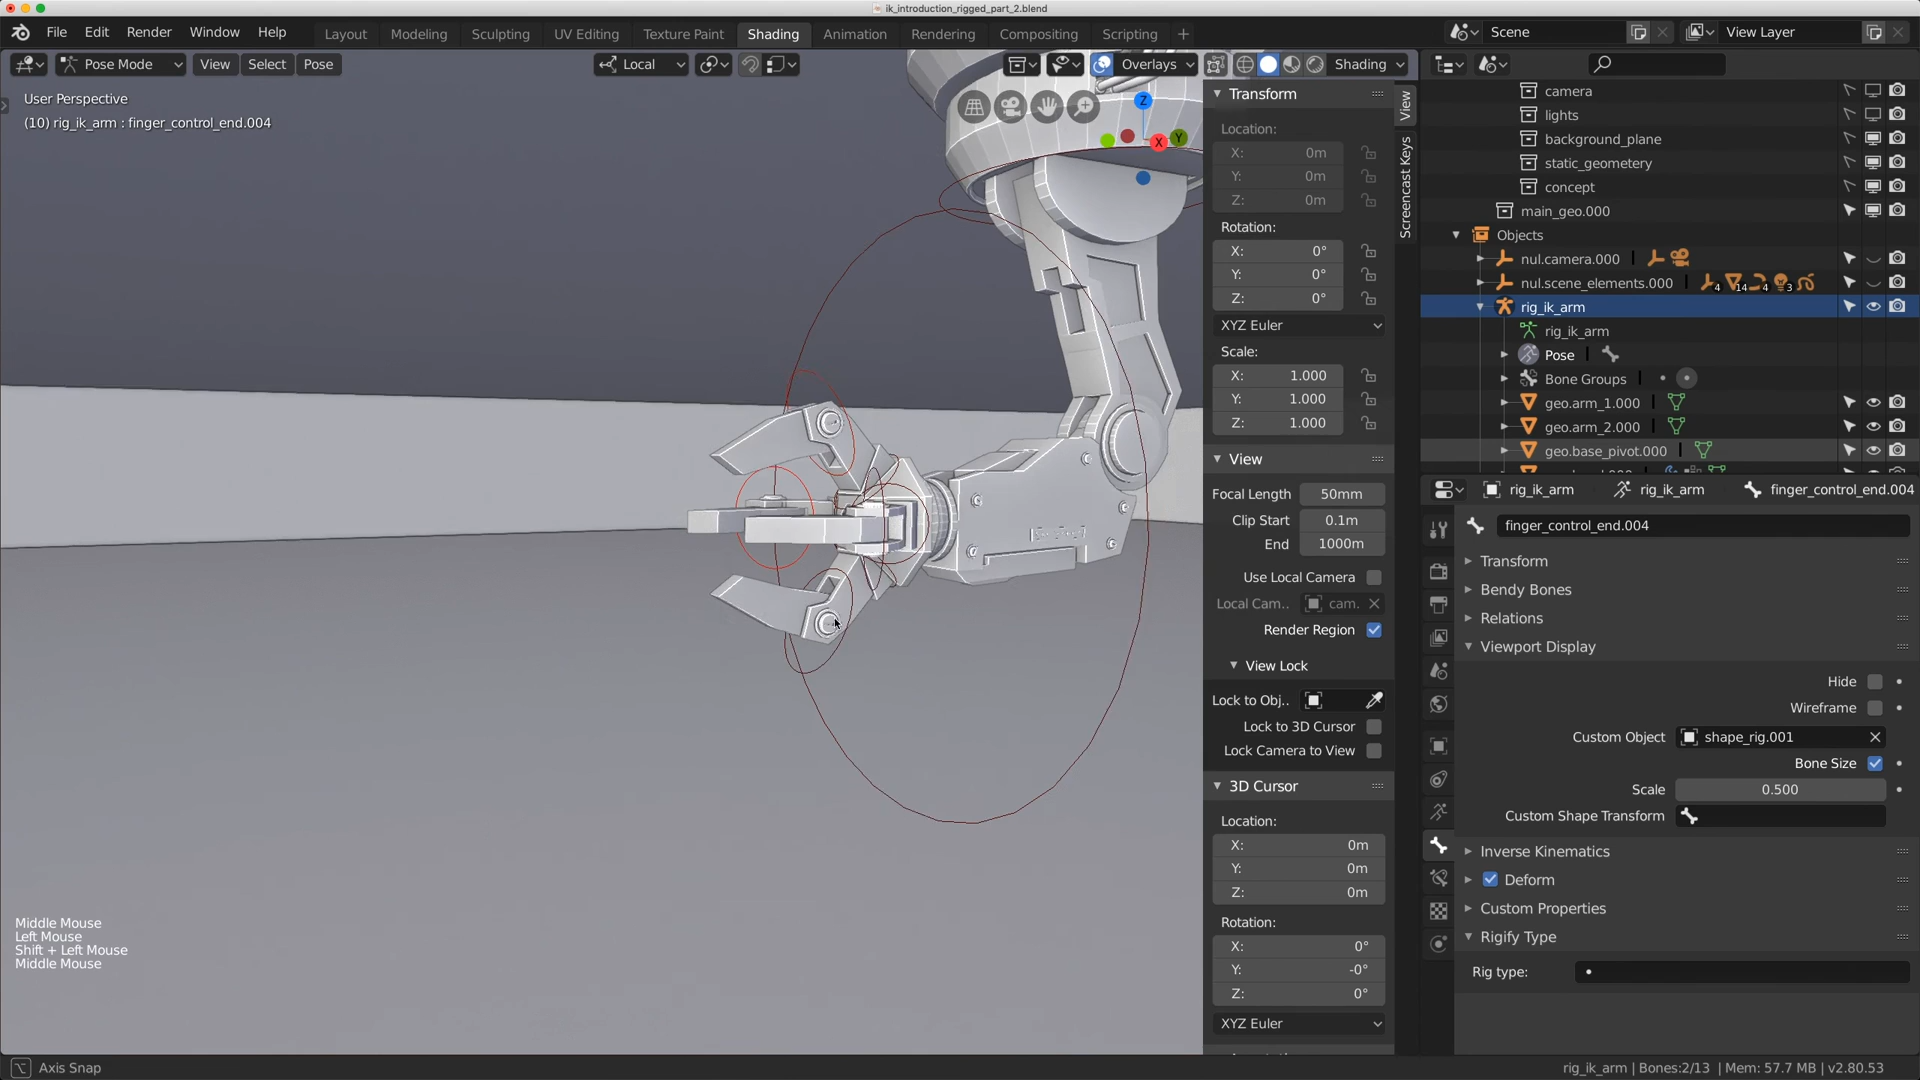 ik_introduction_rigged_part_2.blend
File Edit Render Window Help
Layout Modeling Sculpting UV Editing Texture Paint Shading Animation Rendering Compositing Scripting
Scene
View Layer
Pose Mode View Select Pose
Local
Overlays
Shading
User Perspective
(10) rig_ik_arm : finger_control_end.004
Z
X
Y
Middle Mouse
Left Mouse
Shift + Left Mouse
Middle Mouse
Transform
Location:
X: 0m
Y: 0m
Z: 0m
Rotation:
X: 0°
Y: 0°
Z: 0°
XYZ Euler
Scale:
X: 1.000
Y: 1.000
Z: 1.000
View
Focal Length 50mm
Clip Start 0.1m
End 1000m
Use Local Camera
Local Cam.. cam.
Render Region
View Lock
Lock to Obj..
Lock to 3D Cursor
Lock Camera to View
3D Cursor
Location:
X: 0m
Y: 0m
Z: 0m
Rotation:
X: 0°
Y: -0°
Z: 0°
XYZ Euler
View
Screencast Keys
camera
lights
background_plane
static_geometery
concept
main_geo.000
Objects
nul.camera.000
nul.scene_elements.000 4 14 4 3
rig_ik_arm
rig_ik_arm
Pose
Bone Groups
geo.arm_1.000
geo.arm_2.000
geo.base_pivot.000
rig_ik_arm rig_ik_arm finger_control_end.004
finger_control_end.004
Transform
Bendy Bones
Relations
Viewport Display
Hide
Wireframe
Custom Object shape_rig.001
Bone Size
Scale 0.500
Custom Shape Transform
Inverse Kinematics
Deform
Custom Properties
Rigify Type
Rig type:
Axis Snap
rig_ik_arm | Bones:2/13 | Mem: 57.7 MB | v2.80.53